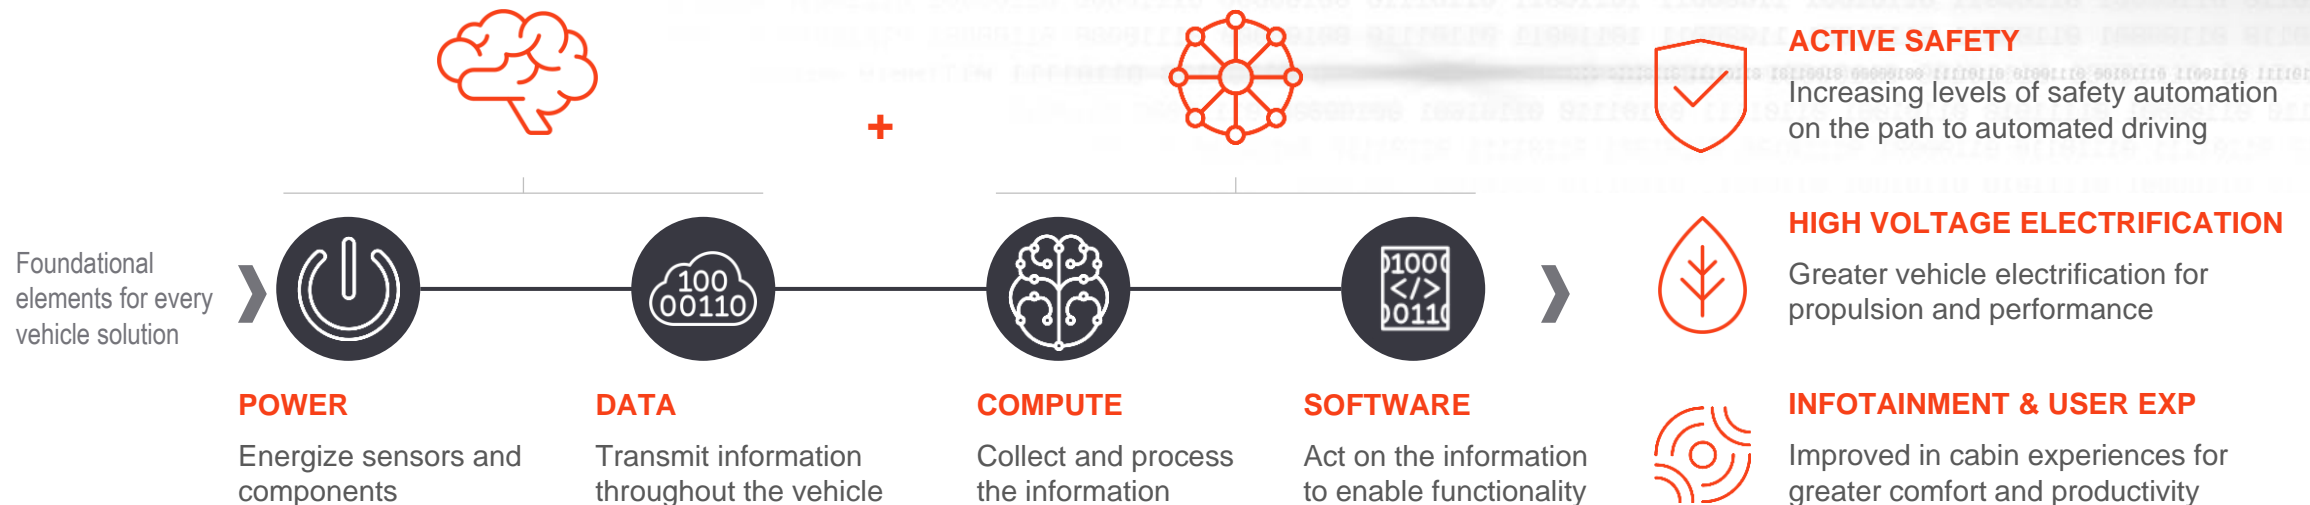 Foundational
elements for every
vehicle solution
+
100
00110
0100
</>
00110
POWER
Energize sensors and
components
DATA
Transmit information
throughout the vehicle
COMPUTE
Collect and process
the information
SOFTWARE
Act on the information
to enable functionality
ACTIVE SAFETY
Increasing levels of safety automation
on the path to automated driving
HIGH VOLTAGE ELECTRIFICATION
Greater vehicle electrification for
propulsion and performance
INFOTAINMENT & USER EXP
Improved in cabin experiences for
greater comfort and productivity